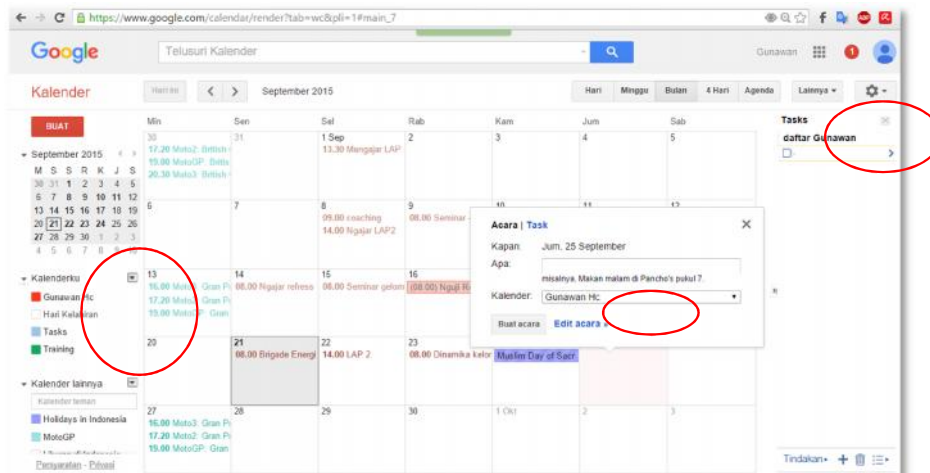 https://www.google.com/calendar/render?tab=wc&pli=1#main_7
Google
Telusuri Kalender
Gunawan
1
Kalender
Hari ini
September 2015
Hari Minggu Bulan 4 Hari Agenda
Lainnya
BUAT
September 2015
M S S R K J S
30 31 1 2 3 4 5
6 7 8 9 10 11 12
13 14 15 16 17 18 19
20 21 22 23 24 25 26
27 28 29 30 1 2 3
4 5 6 7 8 9 10
Kalenderku
Gunawan Hc
Hari Kelahiran
Tasks
Training
Kalender lainnya
Kalender teman
Holidays in Indonesia
MotoGP
Persyaratan - Privasi
Min Sen Sel Rab Kam Jum Sab
30 31 1 Sep 2 3 4 5
17.20 Moto2: British
19.00 MotoGP: Britis
20.30 Moto3: British
13.30 Mengajar LAP
6 7 8 9 10 11 12
09.00 coaching
14.00 Ngajar LAP2
08.00 Seminar
13 14 15 16
16.00 Moto3: Gran Pr
17.20 Moto2: Gran Pr
19.00 MotoGP: Gran
08.00 Ngajar refress
08.00 Seminar gelom
(08.00) Nguji R
20 21 22 23
08.00 Brigade Energi
14.00 LAP 2
08.00 Dinamika kelor
Muslim Day of Sacr
27 28 29 30 1 Okt 2 3
16.00 Moto3: Gran Pr
17.20 Moto2: Gran Pr
19.00 MotoGP: Gran
Acara | Task
Kapan: Jum, 25 September
Apa:
misalnya, Makan malam di Pancho's pukul 7.
Kalender: Gunawan Hc
Buat acara Edit acara »
Tasks
daftar Gunawan
Tindakan